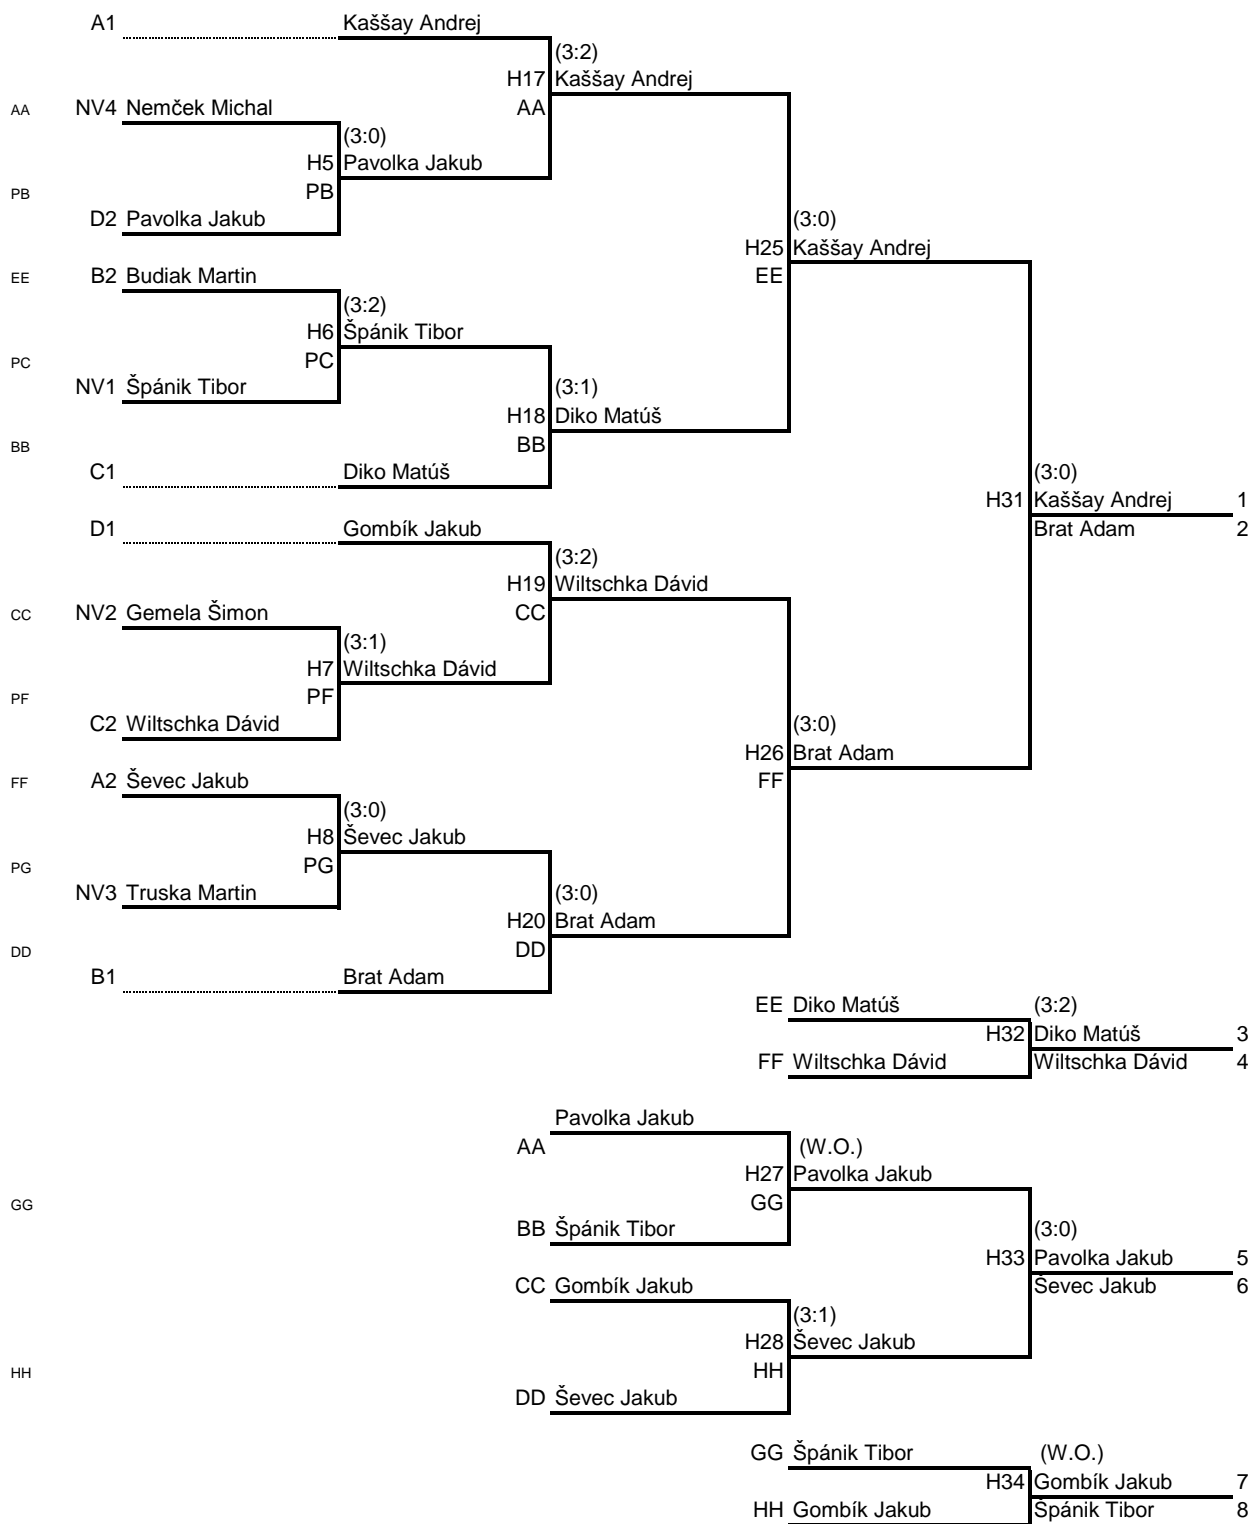 A1 Kaššay Andrej
(3:2)
H17 Kaššay Andrej
AA NV4 Nemček Michal AA
(3:0)
H5 Pavolka Jakub
PB PB
D2 Pavolka Jakub
(3:0)
H25 Kaššay Andrej
EE B2 Budiak Martin EE
(3:2)
H6 Špánik Tibor
PC PC
NV1 Špánik Tibor (3:1)
H18 Diko Matúš
BB BB
C1 Diko Matúš (3:0)
H31 Kaššay Andrej 1
D1 Gombík Jakub Brat Adam 2
(3:2)
H19 Wiltschka Dávid
CC NV2 Gemela Šimon CC
(3:1)
H7 Wiltschka Dávid
PF PF
C2 Wiltschka Dávid (3:0)
H26 Brat Adam
FF A2 Ševec Jakub FF
(3:0)
H8 Ševec Jakub
PG PG
NV3 Truska Martin (3:0)
H20 Brat Adam
DD DD
B1 Brat Adam
EE Diko Matúš (3:2)
H32 Diko Matúš 3
FF Wiltschka Dávid Wiltschka Dávid 4
Pavolka Jakub
AA (W.O.)
H27 Pavolka Jakub
GG GG
BB Špánik Tibor (3:0)
H33 Pavolka Jakub 5
CC Gombík Jakub Ševec Jakub 6
(3:1)
H28 Ševec Jakub
HH HH
DD Ševec Jakub
GG Špánik Tibor (W.O.)
H34 Gombík Jakub 7
HH Gombík Jakub Špánik Tibor 8